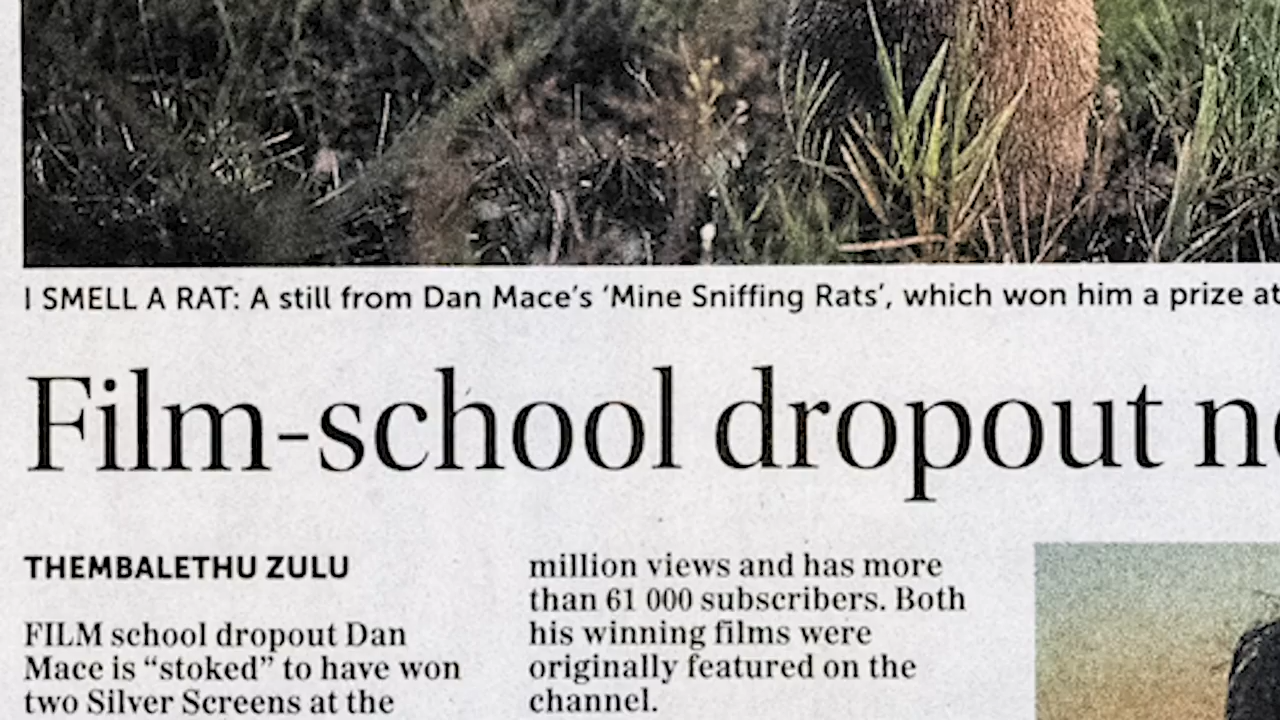 I SMELL A RAT: A still from Dan Mace's 'Mine Sniffing Rats', which won him a prize at
Film-school dropout
THEMBALETHU ZULU
FILM school dropout Dan
Mace is “stoked” to have won
two Silver Screens at the
million views and has more
than 61 000 subscribers. Both
his winning films were
originally featured on the
channel.